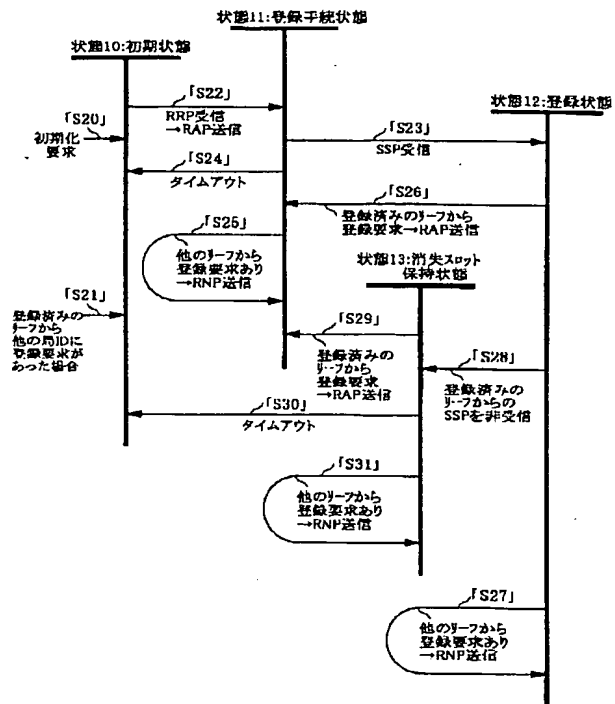 状態11:登録手続状態
状態10:初期状態
状態12:登録状態
「S22」
RRP受信
→RAP送信
「S20」
初期化
要求
「S23」
SSP受信
「S24」
タイムアウト
「S26」
登録済みのリーフから
登録要求→RAP送信
「S25」
他のリーフから
登録要求あり
→RNP送信
状態13:消失スロット
保持状態
「S21」
登録済みの
リーフから
他の局IDに
登録要求が
あった場合
「S29」
登録済みの
リーフから
登録要求
→RAP送信
「S28」
登録済みの
リーフからの
SSPを非受信
「S30」
タイムアウト
「S31」
他のリーフから
登録要求あり
→RNP送信
「S27」
他のリーフから
登録要求あり
→RNP送信